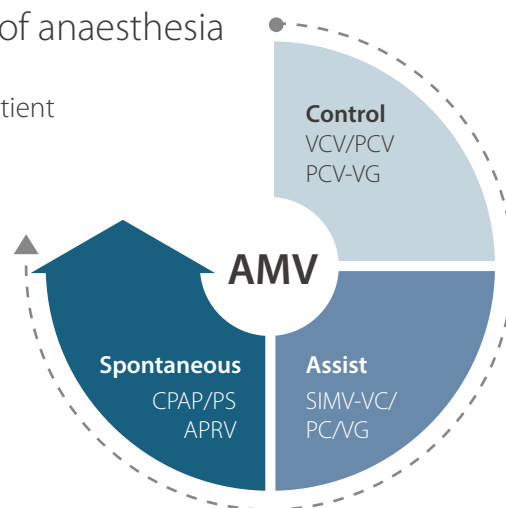 of anaesthesia
tient
Control
VCV/PCV
PCV-VG
AMV
Spontaneous
CPAP/PS
APRV
Assist
SIMV-VC/
PC/VG